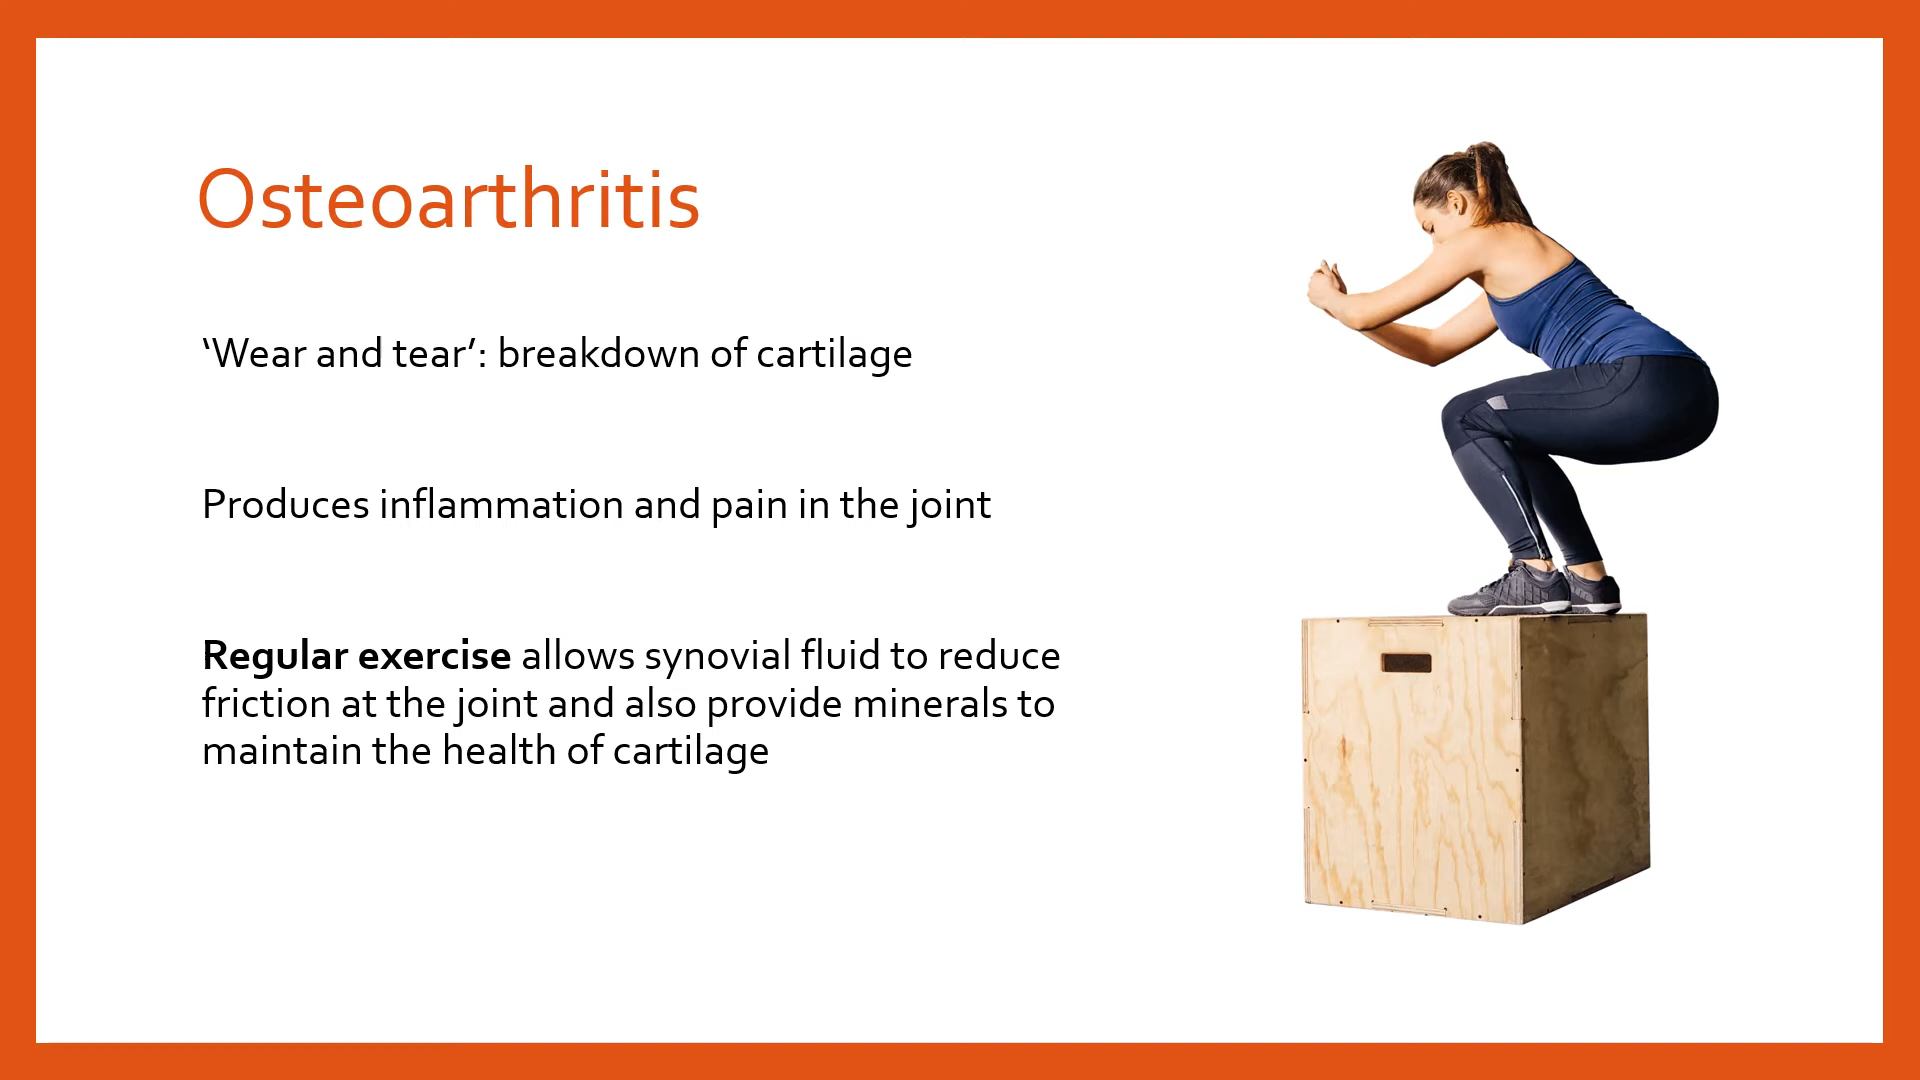 Osteoarthritis
‘Wear and tear’: breakdown of cartilage
Produces inflammation and pain in the joint
Regular exercise allows synovial fluid to reduce
friction at the joint and also provide minerals to
maintain the health of cartilage